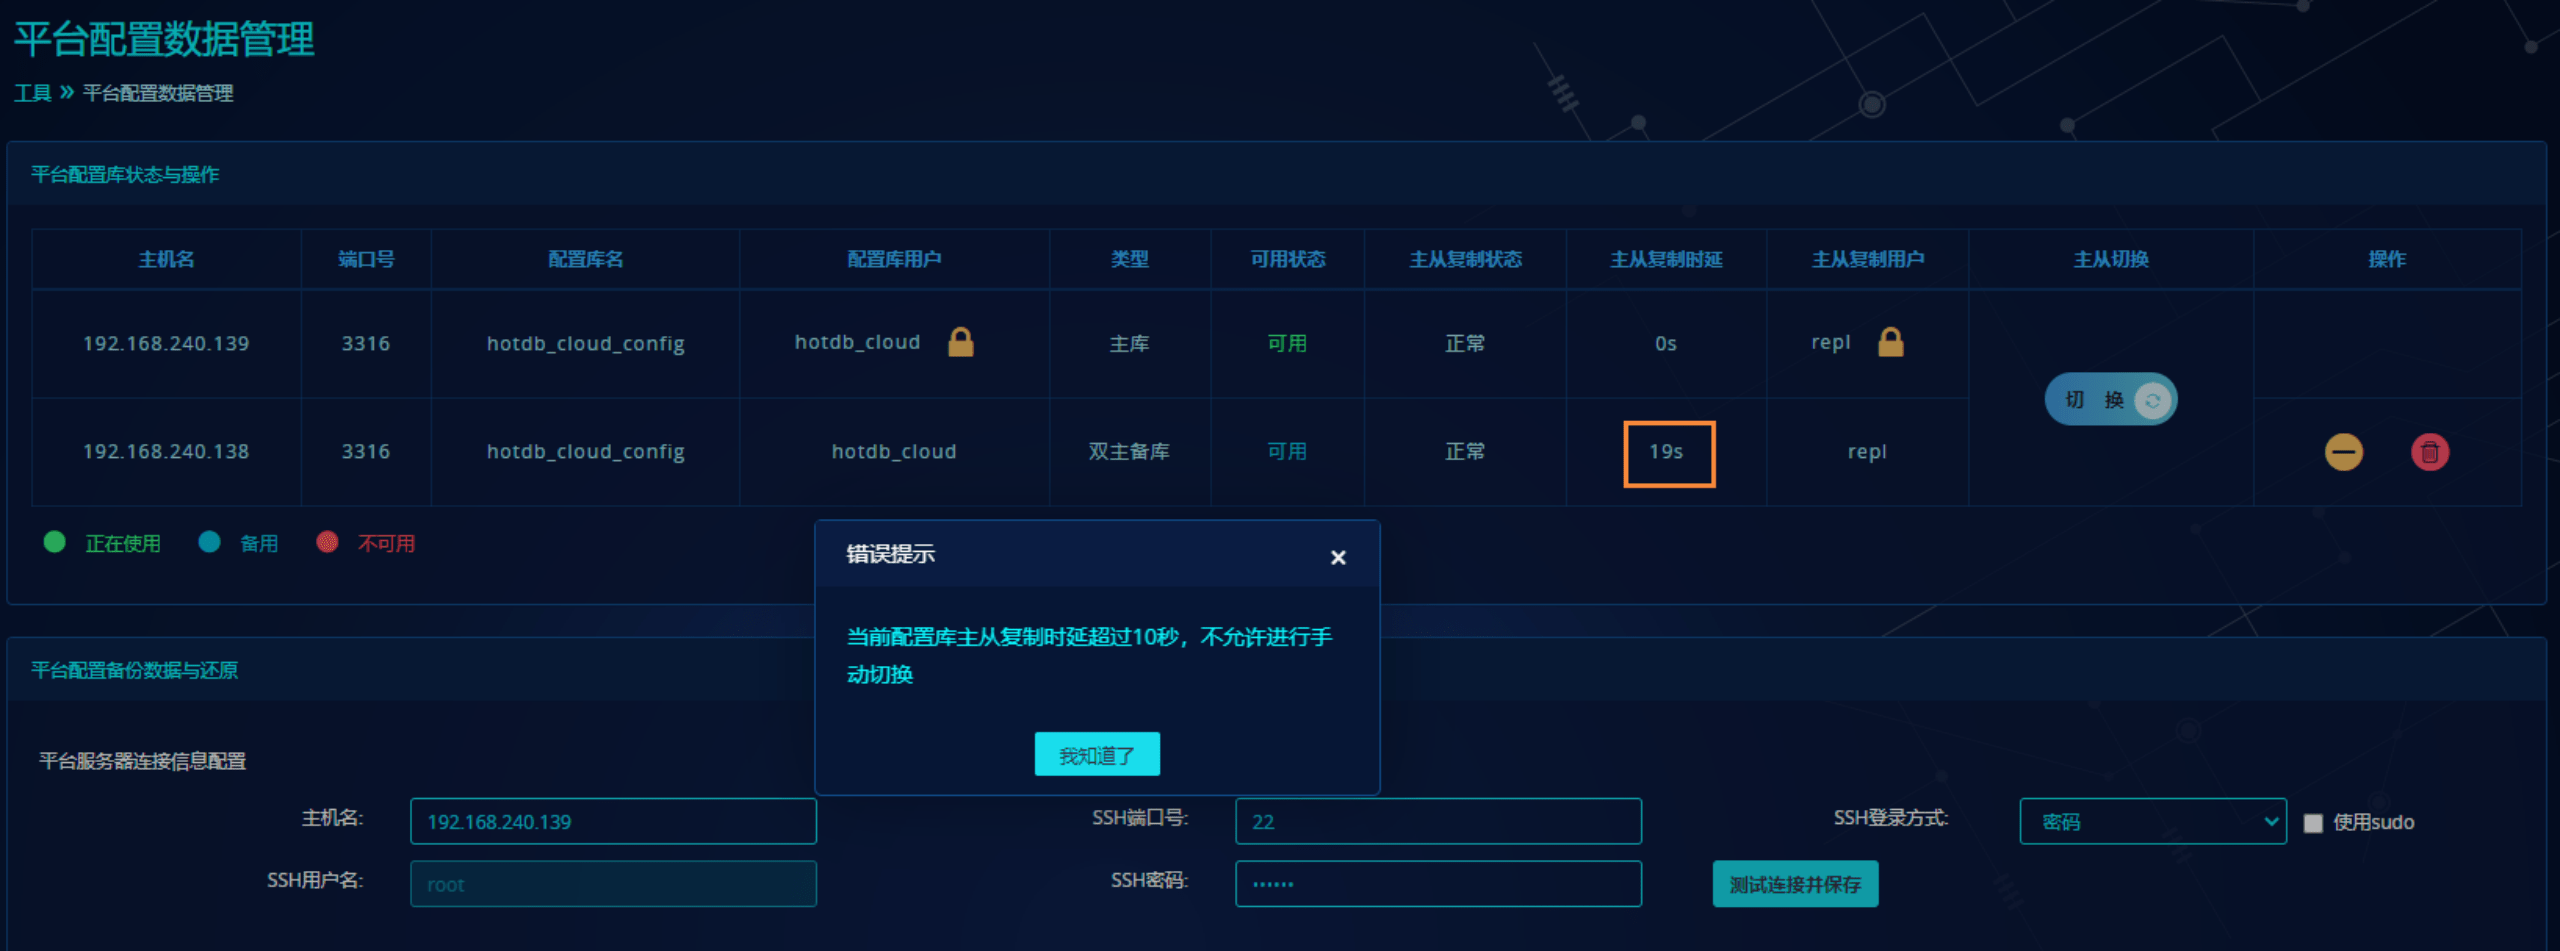 平台配置数据管理
工具 » 平台配置数据管理
平台配置库状态与操作
主机名 端口号 配置库名 配置库用户 类型 可用状态 主从复制状态 主从复制时延 主从复制用户 主从切换 操作
192.168.240.139 3316 hotdb_cloud_config hotdb_cloud 主库 可用 正常 0s repl
切 换
192.168.240.138 3316 hotdb_cloud_config hotdb_cloud 双主备库 可用 正常 19s repl
正在使用 备用 不可用
错误提示
当前配置库主从复制时延超过10秒，不允许进行手
动切换
我知道了
平台配置备份数据与还原
平台服务器连接信息配置
主机名: 192.168.240.139 SSH端口号: 22 SSH登录方式: 密码 使用sudo
SSH用户名: root SSH密码: •••••• 测试连接并保存